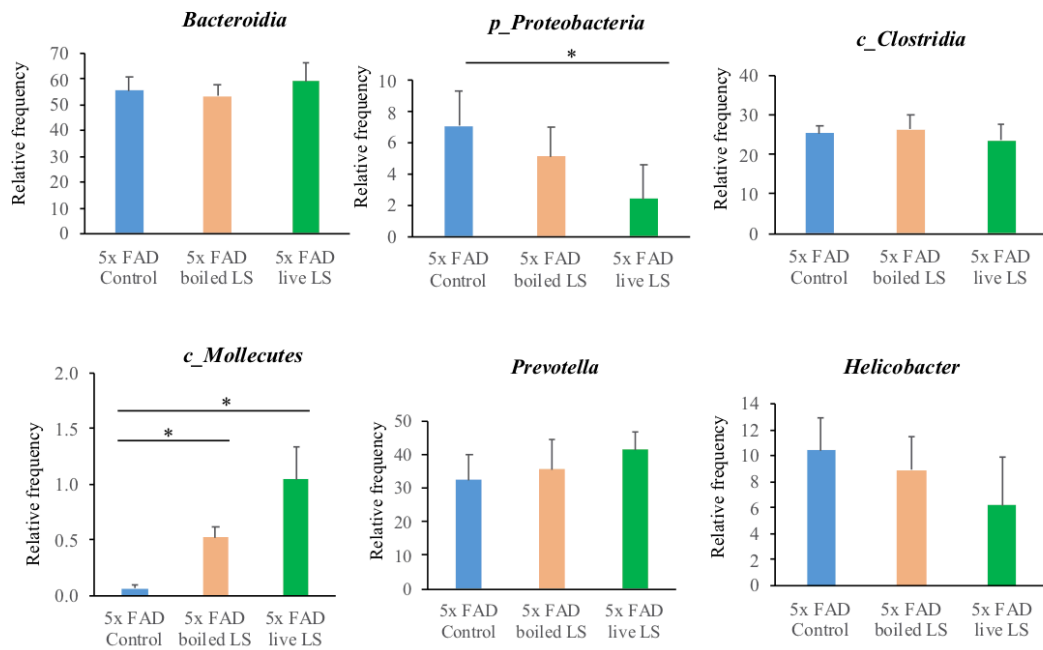 Bacteroidia
Relative frequency
70
60
50
40
30
20
10
0
5x FAD
Control
5x FAD
boiled LS
5x FAD
live LS
p_Proteobacteria
*
Relative frequency
10
8
6
4
2
0
5x FAD
Control
5x FAD
boiled LS
5x FAD
live LS
c_Clostridia
Relative frequency
40
30
20
10
0
5x FAD
Control
5x FAD
boiled LS
5x FAD
live LS
c_Mollecutes
*
*
Relative frequency
2.0
1.5
1.0
0.5
0.0
5x FAD
Control
5x FAD
boiled LS
5x FAD
live LS
Prevotella
Relative frequency
50
40
30
20
10
0
5x FAD
Control
5x FAD
boiled LS
5x FAD
live LS
Helicobacter
Relative frequency
14
12
10
8
6
4
2
0
5x FAD
Control
5x FAD
boiled LS
5x FAD
live LS